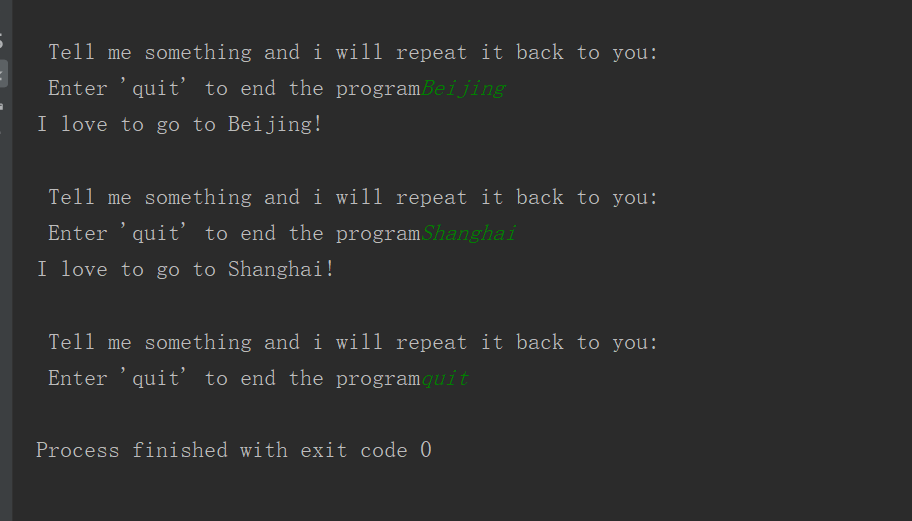 Tell me something and i will repeat it back to you:
Enter 'quit' to end the programBeijing
I love to go to Beijing!
Tell me something and i will repeat it back to you:
Enter 'quit' to end the programShanghai
I love to go to Shanghai!
Tell me something and i will repeat it back to you:
Enter 'quit' to end the programquit
Process finished with exit code 0